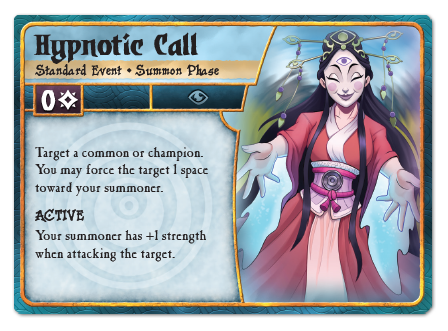 Hypnotic Call
Standard Event • Summon Phase
0
Target a common or champion.
You may force the target 1 space
toward your summoner.
ACTIVE
Your summoner has +1 strength
when attacking the target.